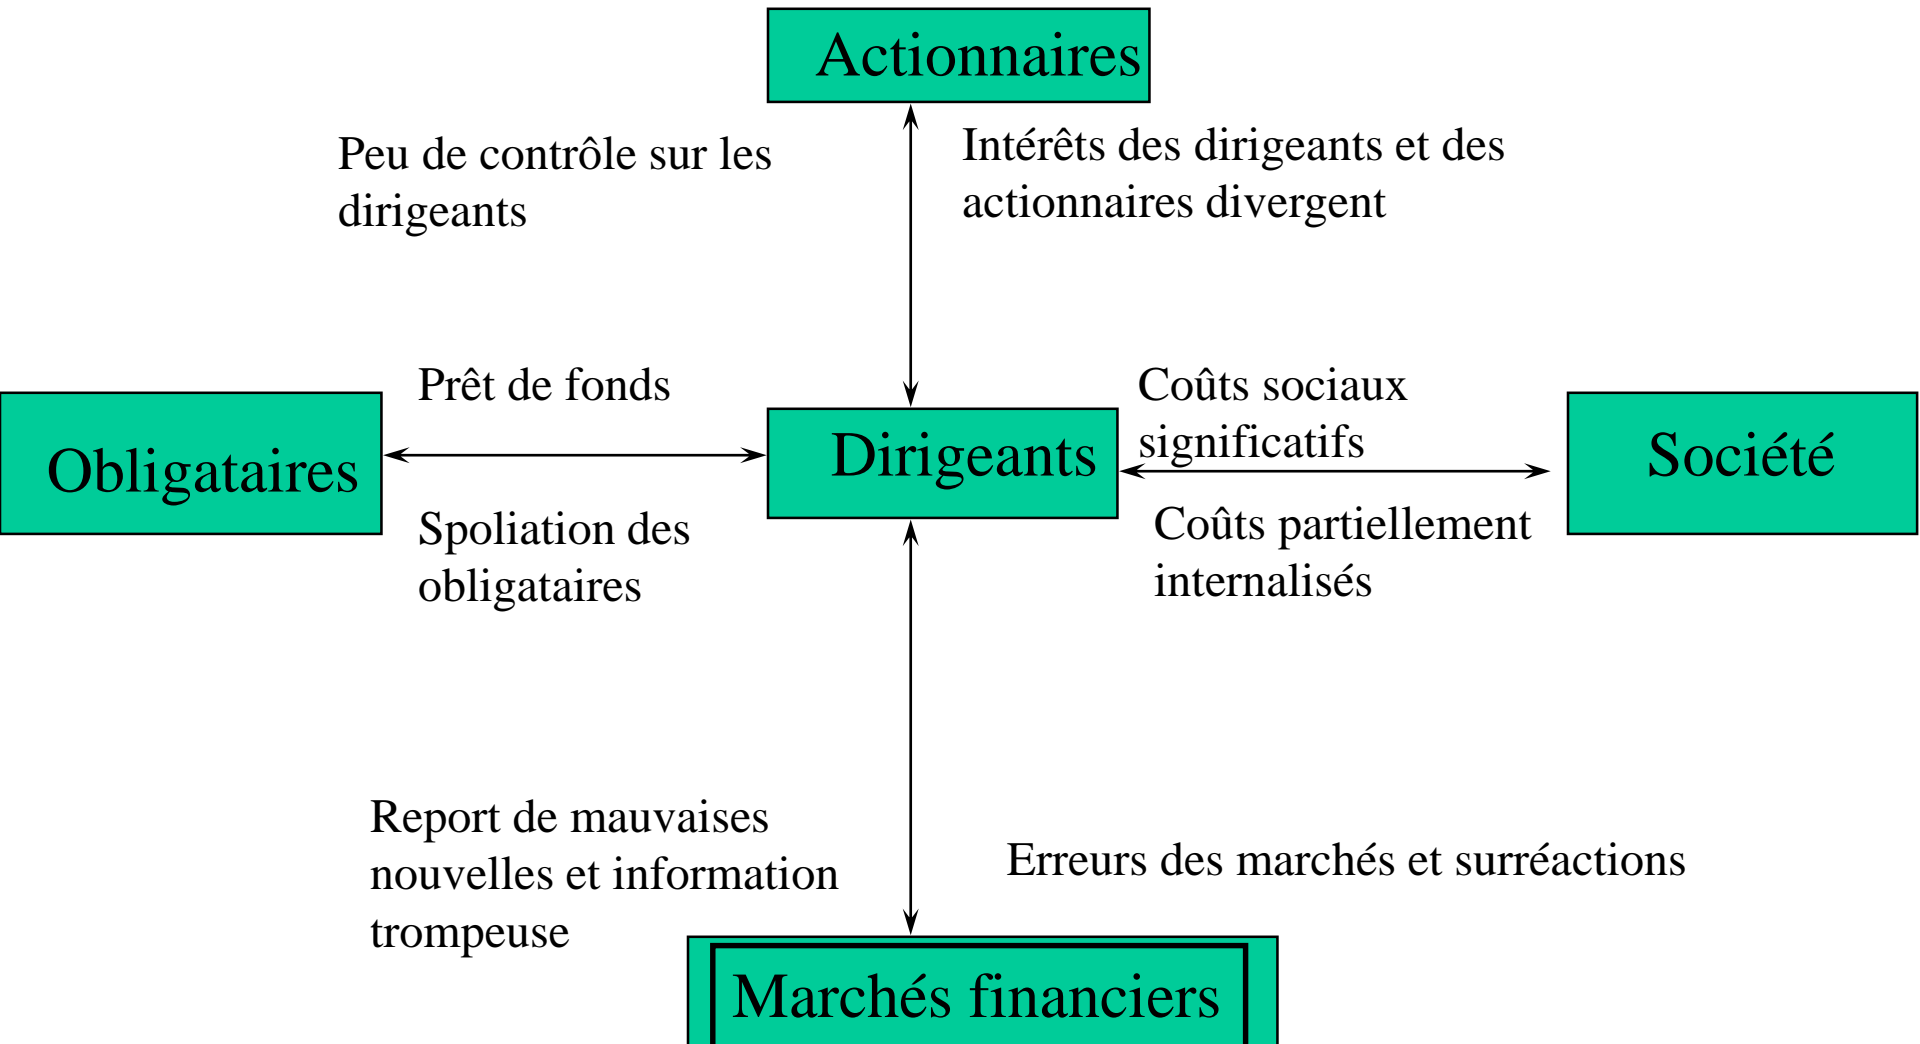 Actionnaires
Peu de contrôle sur les
dirigeants
Intérêts des dirigeants et des
actionnaires divergent
Prêt de fonds
Coûts sociaux
significatifs
Obligataires
Dirigeants
Société
Spoliation des
obligataires
Coûts partiellement
internalisés
Report de mauvaises
nouvelles et information
trompeuse
Erreurs des marchés et surréactions
Marchés financiers